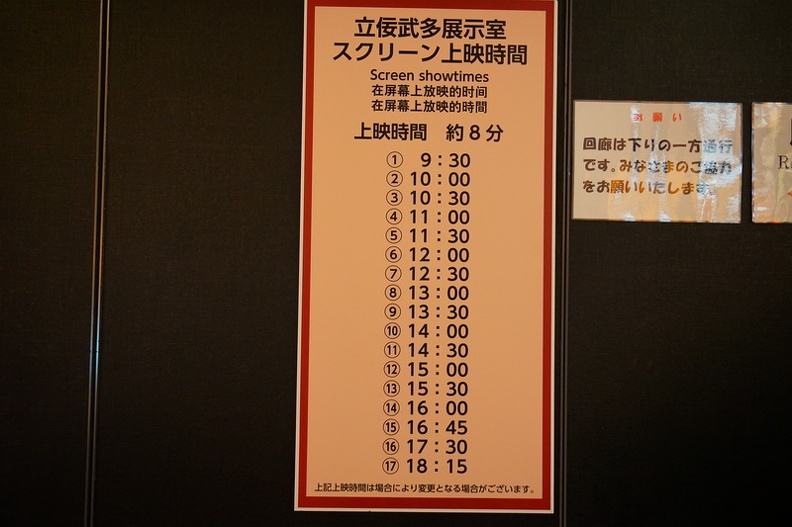 立佞武多展示室
スクリーン上映時間
Screen showtimes
在屏幕上放映的时间
在屏幕上放映的時間
上映時間 約8分
① 9：30
② 10：00
③ 10：30
④ 11：00
⑤ 11：30
⑥ 12：00
⑦ 12：30
⑧ 13：00
⑨ 13：30
⑩ 14：00
⑪ 14：30
⑫ 15：00
⑬ 15：30
⑭ 16：00
⑮ 16：45
⑯ 17：30
⑰ 18：15
上記上映時間は場合により変更となる場合がございます。
お願い
回廊は下りの一方通行
です。みなさまのご協力
をお願いいたします。